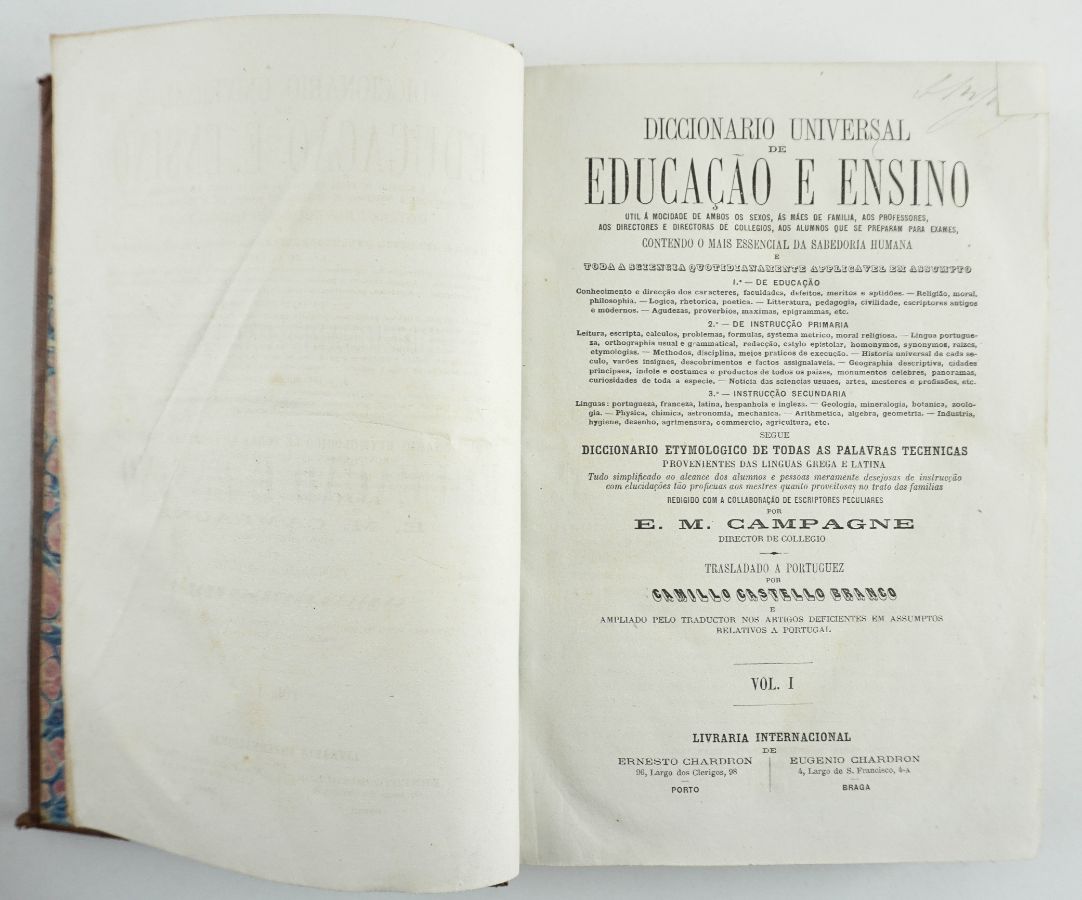 DICCIONARIO UNIVERSAL
DE
EDUCAÇÃO E ENSINO
UTIL Á MOCIDADE DE AMBOS OS SEXOS, ÁS MÃES DE FAMILIA, AOS PROFESSORES,
AOS DIRECTORES E DIRECTORAS DE COLLEGIOS, AOS ALUMNOS QUE SE PREPARAM PARA EXAMES,
CONTENDO O MAIS ESSENCIAL DA SABEDORIA HUMANA
E
TODA A SCIENCIA QUOTIDIANAMENTE APPLICAVEL EM ASSUMPTO
1.º — DE EDUCAÇÃO
Conhecimento e direcção dos caracteres, faculdades, defeitos, meritos e aptidões. — Religião, moral,
philosophia. — Logica, rhetorica, poetica. — Litteratura, pedagogia, civilidade, escriptores antigos
e modernos. — Agudezas, proverbios, maximas, epigrammas, etc.
2.º — DE INSTRUCÇÃO PRIMARIA
Leitura, escripta, calculos, problemas, formulas, systema metrico, moral religiosa. — Lingua portugue-
za, orthographia usual e grammatical, redacção, estylo epistolar, homonymos, synonymos, raizes,
etymologias. — Methodos, disciplina, meios praticos de execução. — Historia universal de cada se-
culo, varões insignes, descobrimentos e factos assignalaveis. — Geographia descriptiva, cidades
principaes, indole e costumes e productos de todos os paizes, monumentos celebres, panoramas,
curiosidades de toda a especie. — Noticia das sciencias usuaes, artes, mesteres e profissões, etc.
3.º — INSTRUCÇÃO SECUNDARIA
Linguas: portugueza, franceza, latina, hespanhola e ingleza. — Geologia, mineralogia, botanica, zoolo-
gia. — Physica, chimica, astronomia, mechanica. — Arithmetica, algebra, geometria. — Industria,
hygiene, desenho, agrimensura, commercio, agricultura, etc.
SEGUE
DICCIONARIO ETYMOLOGICO DE TODAS AS PALAVRAS TECHNICAS
PROVENIENTES DAS LINGUAS GREGA E LATINA
Tudo simplificado ao alcance dos alumnos e pessoas meramente desejosas de instrucção
com elucidações tão proficuas aos mestres quanto proveitosas no trato das familias
REDIGIDO COM A COLLABORAÇÃO DE ESCRIPTORES PECULIARES
POR
E. M. CAMPAGNE
DIRECTOR DE COLLEGIO
TRASLADADO A PORTUGUEZ
POR
CAMILLO CASTELLO BRANCO
E
AMPLIADO PELO TRADUCTOR NOS ARTIGOS DEFICIENTES EM ASSUMPTOS
RELATIVOS A PORTUGAL
VOL. I
LIVRARIA INTERNACIONAL
DE
ERNESTO CHARDRON
96, Largo dos Clerigos, 98
PORTO
EUGENIO CHARDRON
4, Largo de S. Francisco, 4-A
BRAGA